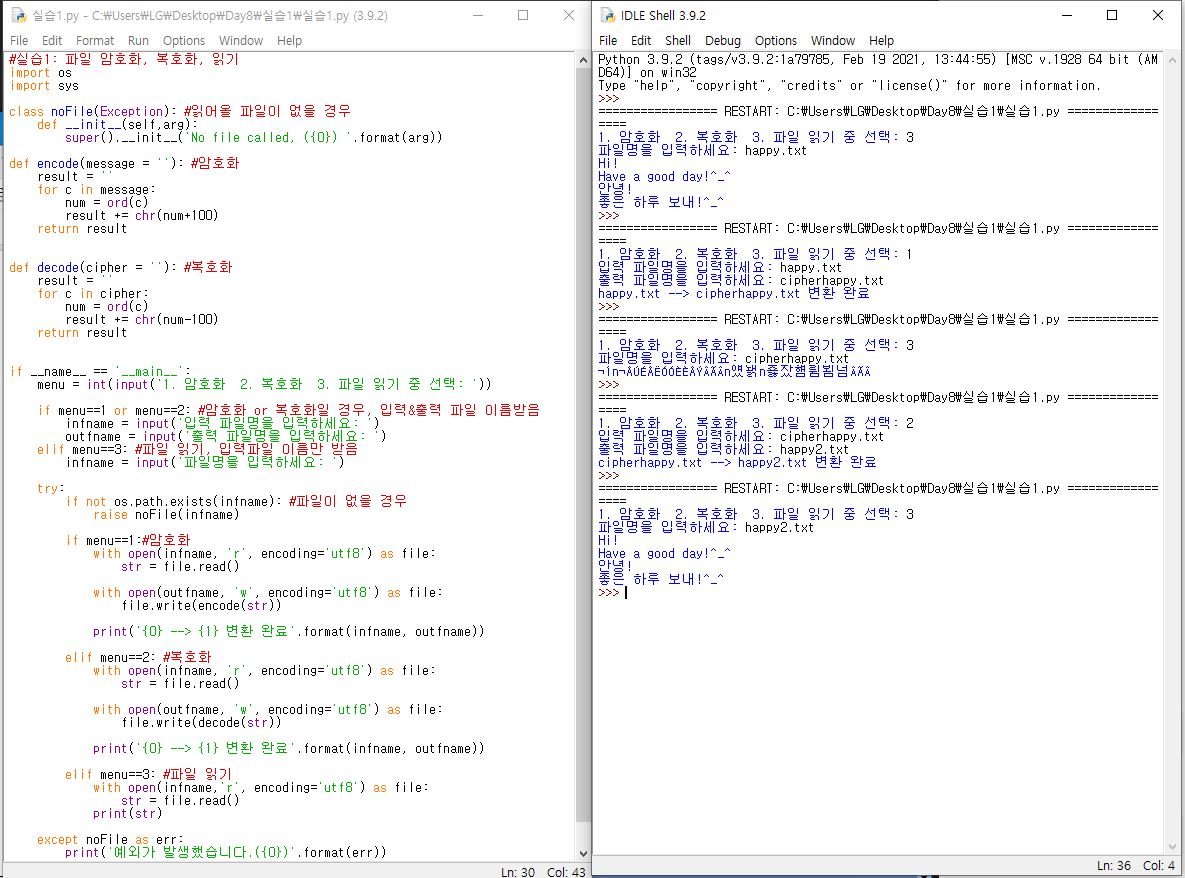 실습1.py - C:₩Users₩LG₩Desktop₩Day8₩실습1₩실습1.py (3.9.2)
File Edit Format Run Options Window Help
#실습1: 파일 암호화, 복호화, 읽기
import os
import sys
class noFile(Exception): #읽어올 파일이 없을 경우
    def __init__(self,arg):
        super().__init__('No file called, ({0}) '.format(arg))
def encode(message = ''): #암호화
    result = ''
    for c in message:
        num = ord(c)
        result += chr(num+100)
    return result
def decode(cipher = ''): #복호화
    result = ''
    for c in cipher:
        num = ord(c)
        result += chr(num-100)
    return result
if __name__ == '__main__':
    menu = int(input('1. 암호화  2. 복호화  3. 파일 읽기 중 선택: '))
    if menu==1 or menu==2: #암호화 or 복호화일 경우, 입력&출력 파일 이름받음
        infname = input('입력 파일명을 입력하세요: ')
        outfname = input('출력 파일명을 입력하세요: ')
    elif menu==3: #파일 읽기, 입력파일 이름만 받음
        infname = input('파일명을 입력하세요: ')
    try:
        if not os.path.exists(infname): #파일이 없을 경우
            raise noFile(infname)
        if menu==1:#암호화
            with open(infname, 'r', encoding='utf8') as file:
                str = file.read()
            with open(outfname, 'w', encoding='utf8') as file:
                file.write(encode(str))
            print('{0} --> {1} 변환 완료'.format(infname, outfname))
        elif menu==2: #복호화
            with open(infname, 'r', encoding='utf8') as file:
                str = file.read()
            with open(outfname, 'w', encoding='utf8') as file:
                file.write(decode(str))
            print('{0} --> {1} 변환 완료'.format(infname, outfname))
        elif menu==3: #파일 읽기
            with open(infname,'r', encoding='utf8') as file:
                str = file.read()
            print(str)
    except noFile as err:
        print('예외가 발생했습니다.({0})'.format(err))
Ln: 30 Col: 43
IDLE Shell 3.9.2
File Edit Shell Debug Options Window Help
Python 3.9.2 (tags/v3.9.2:1a79785, Feb 19 2021, 13:44:55) [MSC v.1928 64 bit (AM
D64)] on win32
Type "help", "copyright", "credits" or "license()" for more information.
>>>
================= RESTART: C:₩Users₩LG₩Desktop₩Day8₩실습1₩실습1.py =============
====
1. 암호화  2. 복호화  3. 파일 읽기 중 선택: 3
파일명을 입력하세요: happy.txt
Hi!
Have a good day!^_^
안녕!
좋은 하루 보내!^_^
>>>
================= RESTART: C:₩Users₩LG₩Desktop₩Day8₩실습1₩실습1.py =============
====
1. 암호화  2. 복호화  3. 파일 읽기 중 선택: 1
입력 파일명을 입력하세요: happy.txt
출력 파일명을 입력하세요: cipherhappy.txt
happy.txt --> cipherhappy.txt 변환 완료
>>>
================= RESTART: C:₩Users₩LG₩Desktop₩Day8₩실습1₩실습1.py =============
====
1. 암호화  2. 복호화  3. 파일 읽기 중 선택: 3
파일명을 입력하세요: cipherhappy.txt
>>>
================= RESTART: C:₩Users₩LG₩Desktop₩Day8₩실습1₩실습1.py =============
====
1. 암호화  2. 복호화  3. 파일 읽기 중 선택: 2
입력 파일명을 입력하세요: cipherhappy.txt
출력 파일명을 입력하세요: happy2.txt
cipherhappy.txt --> happy2.txt 변환 완료
>>>
================= RESTART: C:₩Users₩LG₩Desktop₩Day8₩실습1₩실습1.py =============
====
1. 암호화  2. 복호화  3. 파일 읽기 중 선택: 3
파일명을 입력하세요: happy2.txt
Hi!
Have a good day!^_^
안녕!
좋은 하루 보내!^_^
>>>
Ln: 36 Col: 4